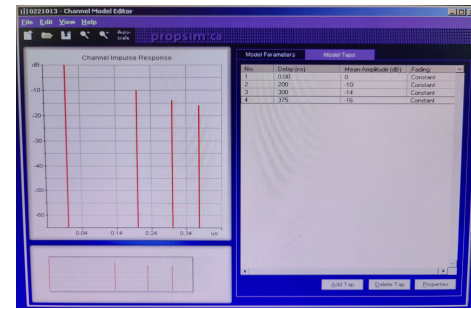 0221013 - Channel Model Editor
File Edit View Help
Auto-scale
propsim:c8
Channel Impulse Response
dB
-10
-20
-30
-40
-50
-60
0.04 0.14 0.24 0.34 us
Model Parameters Model Taps
No. Delay (ns) Mean Amplitude (dB) Fading
1 0.00 0 Constant
2 200 -10 Constant
3 300 -14 Constant
4 375 -16 Constant
Add Tap Delete Tap Properties